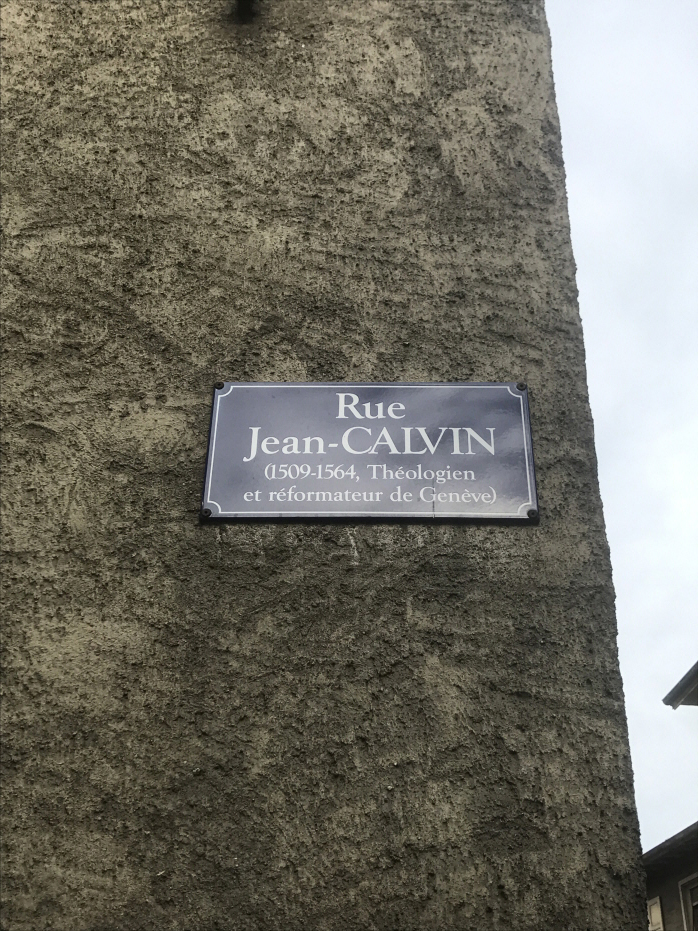 Rue
Jean-CALVIN
(1509-1564, Théologien
et réformateur de Genève)